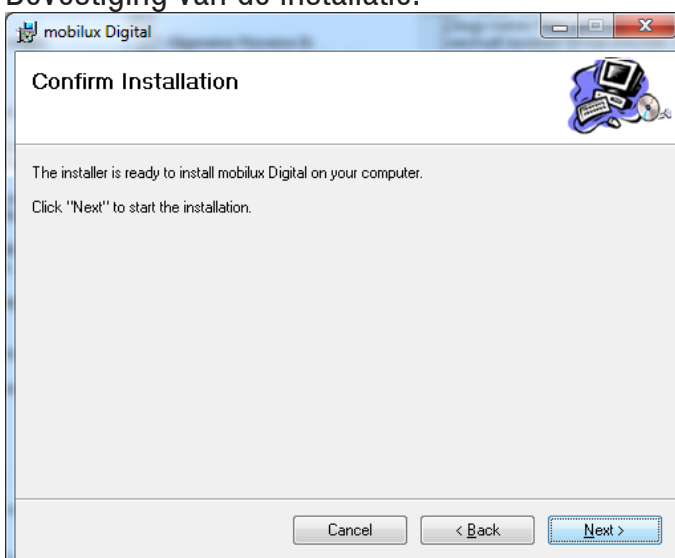 Bevestiging van de installatie.
mobilux Digital
Confirm Installation
The installer is ready to install mobilux Digital on your computer.
Click "Next" to start the installation.
Cancel
< Back
Next >